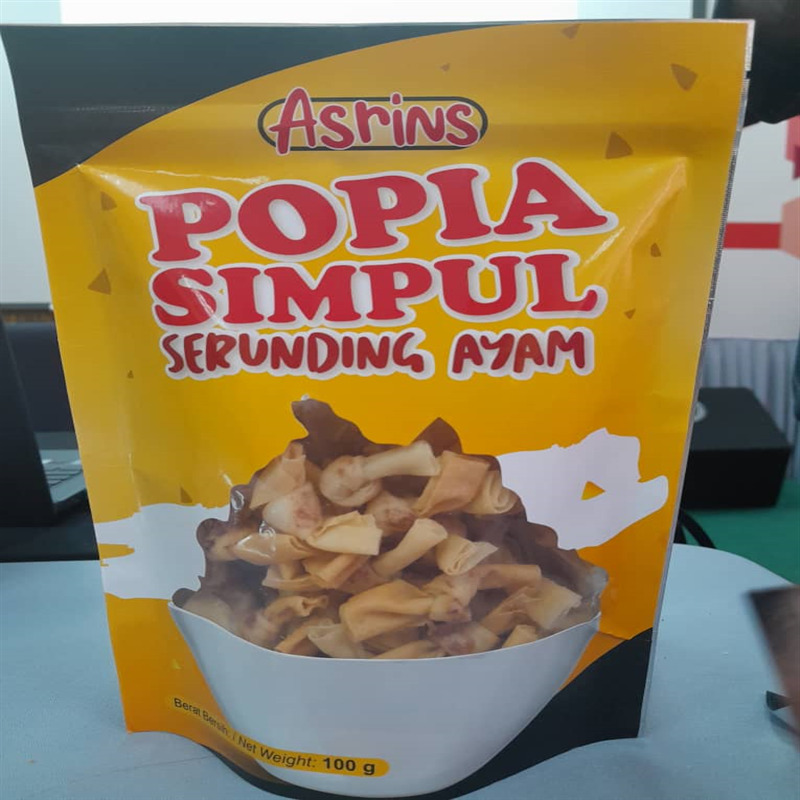 Asrins
POPIA
SIMPUL
SERUNDING AYAM
Berat Bersih / Net Weight: 100 g